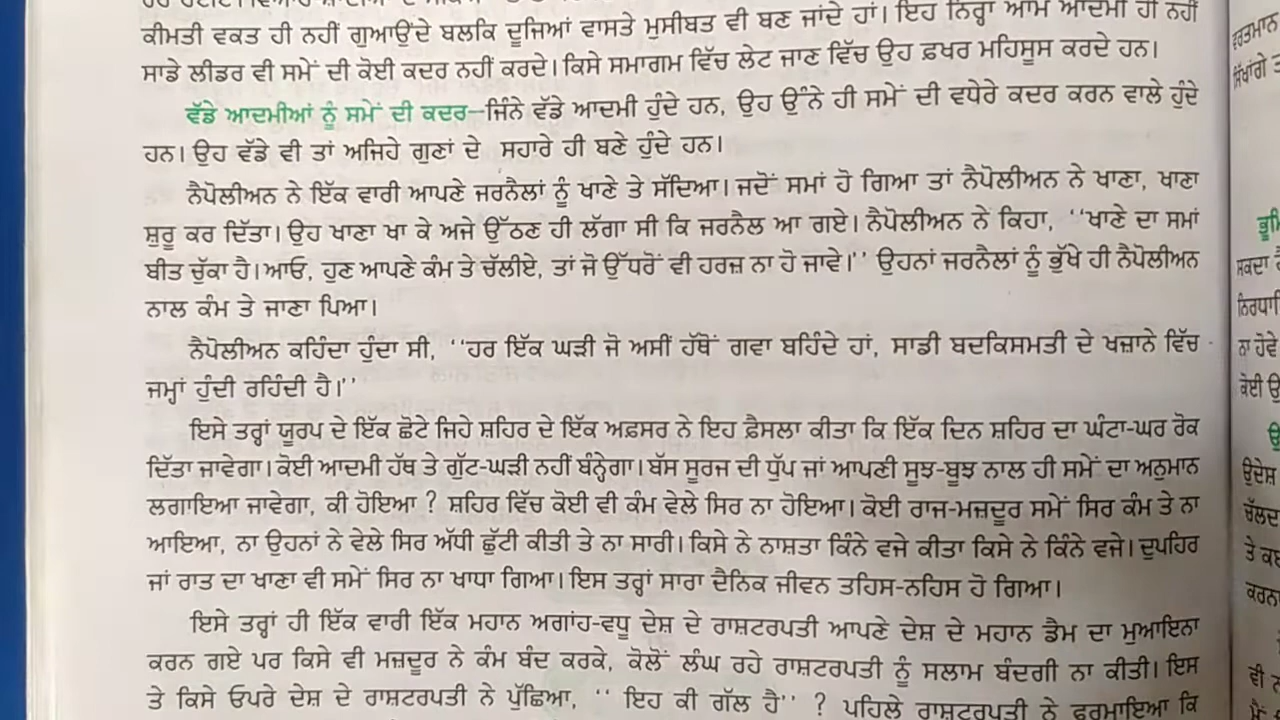 ਕੀਮਤੀ ਵਕਤ ਹੀ ਨਹੀਂ ਗੁਆਉਂਦੇ ਬਲਕਿ ਦੂਜਿਆਂ ਵਾਸਤੇ ਮੁਸੀਬਤ ਵੀ ਬਣ ਜਾਂਦੇ ਹਾਂ। ਇਹ ਨਿਰ੍ਹਾ ਆਮ ਆਦਮੀ ਹੀ ਨਹੀਂ
ਸਾਡੇ ਲੀਡਰ ਵੀ ਸਮੇਂ ਦੀ ਕੋਈ ਕਦਰ ਨਹੀਂ ਕਰਦੇ। ਕਿਸੇ ਸਮਾਗਮ ਵਿੱਚ ਲੇਟ ਜਾਣ ਵਿੱਚ ਉਹ ਫ਼ਖਰ ਮਹਿਸੂਸ ਕਰਦੇ ਹਨ।
ਵੱਡੇ ਆਦਮੀਆਂ ਨੂੰ ਸਮੇਂ ਦੀ ਕਦਰ–ਜਿੰਨੇ ਵੱਡੇ ਆਦਮੀ ਹੁੰਦੇ ਹਨ, ਉਹ ਉੱਨੇ ਹੀ ਸਮੇਂ ਦੀ ਵਧੇਰੇ ਕਦਰ ਕਰਨ ਵਾਲੇ ਹੁੰਦੇ
ਹਨ। ਉਹ ਵੱਡੇ ਵੀ ਤਾਂ ਅਜਿਹੇ ਗੁਣਾਂ ਦੇ ਸਹਾਰੇ ਹੀ ਬਣੇ ਹੁੰਦੇ ਹਨ।
ਨੈਪੋਲੀਅਨ ਨੇ ਇੱਕ ਵਾਰੀ ਆਪਣੇ ਜਰਨੈਲਾਂ ਨੂੰ ਖਾਣੇ ਤੇ ਸੱਦਿਆ। ਜਦੋਂ ਸਮਾਂ ਹੋ ਗਿਆ ਤਾਂ ਨੈਪੋਲੀਅਨ ਨੇ ਖਾਣਾ, ਖਾਣਾ
ਸ਼ੁਰੂ ਕਰ ਦਿੱਤਾ। ਉਹ ਖਾਣਾ ਖਾ ਕੇ ਅਜੇ ਉੱਠਣ ਹੀ ਲੱਗਾ ਸੀ ਕਿ ਜਰਨੈਲ ਆ ਗਏ। ਨੈਪੋਲੀਅਨ ਨੇ ਕਿਹਾ, ‘‘ਖਾਣੇ ਦਾ ਸਮਾਂ
ਬੀਤ ਚੁੱਕਾ ਹੈ। ਆਓ, ਹੁਣ ਆਪਣੇ ਕੰਮ ਤੇ ਚੱਲੀਏ, ਤਾਂ ਜੋ ਉੱਧਰੋਂ ਵੀ ਹਰਜ਼ ਨਾ ਹੋ ਜਾਵੇ।’’ ਉਹਨਾਂ ਜਰਨੈਲਾਂ ਨੂੰ ਭੁੱਖੇ ਹੀ ਨੈਪੋਲੀਅਨ
ਨਾਲ ਕੰਮ ਤੇ ਜਾਣਾ ਪਿਆ।
ਨੈਪੋਲੀਅਨ ਕਹਿੰਦਾ ਹੁੰਦਾ ਸੀ, ‘‘ਹਰ ਇੱਕ ਘੜੀ ਜੋ ਅਸੀਂ ਹੱਥੋਂ ਗਵਾ ਬਹਿੰਦੇ ਹਾਂ, ਸਾਡੀ ਬਦਕਿਸਮਤੀ ਦੇ ਖਜ਼ਾਨੇ ਵਿੱਚ
ਜਮ੍ਹਾਂ ਹੁੰਦੀ ਰਹਿੰਦੀ ਹੈ।’’
ਇਸੇ ਤਰ੍ਹਾਂ ਯੂਰਪ ਦੇ ਇੱਕ ਛੋਟੇ ਜਿਹੇ ਸ਼ਹਿਰ ਦੇ ਇੱਕ ਅਫ਼ਸਰ ਨੇ ਇਹ ਫ਼ੈਸਲਾ ਕੀਤਾ ਕਿ ਇੱਕ ਦਿਨ ਸ਼ਹਿਰ ਦਾ ਘੰਟਾ-ਘਰ ਰੋਕ
ਦਿੱਤਾ ਜਾਵੇਗਾ। ਕੋਈ ਆਦਮੀ ਹੱਥ ਤੇ ਗੁੱਟ-ਘੜੀ ਨਹੀਂ ਬੰਨ੍ਹੇਗਾ। ਬੱਸ ਸੂਰਜ ਦੀ ਧੁੱਪ ਜਾਂ ਆਪਣੀ ਸੂਝ-ਬੂਝ ਨਾਲ ਹੀ ਸਮੇਂ ਦਾ ਅਨੁਮਾਨ
ਲਗਾਇਆ ਜਾਵੇਗਾ, ਕੀ ਹੋਇਆ ? ਸ਼ਹਿਰ ਵਿੱਚ ਕੋਈ ਵੀ ਕੰਮ ਵੇਲੇ ਸਿਰ ਨਾ ਹੋਇਆ। ਕੋਈ ਰਾਜ-ਮਜ਼ਦੂਰ ਸਮੇਂ ਸਿਰ ਕੰਮ ਤੇ ਨਾ
ਆਇਆ, ਨਾ ਉਹਨਾਂ ਨੇ ਵੇਲੇ ਸਿਰ ਅੱਧੀ ਛੁੱਟੀ ਕੀਤੀ ਤੇ ਨਾ ਸਾਰੀ। ਕਿਸੇ ਨੇ ਨਾਸ਼ਤਾ ਕਿੰਨੇ ਵਜੇ ਕੀਤਾ ਕਿਸੇ ਨੇ ਕਿੰਨੇ ਵਜੇ। ਦੁਪਹਿਰ
ਜਾਂ ਰਾਤ ਦਾ ਖਾਣਾ ਵੀ ਸਮੇਂ ਸਿਰ ਨਾ ਖਾਧਾ ਗਿਆ। ਇਸ ਤਰ੍ਹਾਂ ਸਾਰਾ ਦੈਨਿਕ ਜੀਵਨ ਤਹਿਸ-ਨਹਿਸ ਹੋ ਗਿਆ।
ਇਸੇ ਤਰ੍ਹਾਂ ਹੀ ਇੱਕ ਵਾਰੀ ਇੱਕ ਮਹਾਨ ਅਗਾਂਹ-ਵਧੂ ਦੇਸ਼ ਦੇ ਰਾਸ਼ਟਰਪਤੀ ਆਪਣੇ ਦੇਸ਼ ਦੇ ਮਹਾਨ ਡੈਮ ਦਾ ਮੁਆਇਨਾ
ਕਰਨ ਗਏ ਪਰ ਕਿਸੇ ਵੀ ਮਜ਼ਦੂਰ ਨੇ ਕੰਮ ਬੰਦ ਕਰਕੇ, ਕੋਲੋਂ ਲੰਘ ਰਹੇ ਰਾਸ਼ਟਰਪਤੀ ਨੂੰ ਸਲਾਮ ਬੰਦਗੀ ਨਾ ਕੀਤੀ। ਇਸ
ਤੇ ਕਿਸੇ ਓਪਰੇ ਦੇਸ਼ ਦੇ ਰਾਸ਼ਟਰਪਤੀ ਨੇ ਪੁੱਛਿਆ, ‘‘ ਇਹ ਕੀ ਗੱਲ ਹੈ’’ ? ਪਹਿਲੇ ਰਾਸ਼ਟਰਪਤੀ ਨੇ ਫਰਮਾਇਆ ਕਿ
ਵਰਤਮਾਨ
ਸਕਦਾ
ਨਾ ਹੋਵੇ
ਕੋਈ
ਉਦੇਸ਼
ਕਰਨਾ